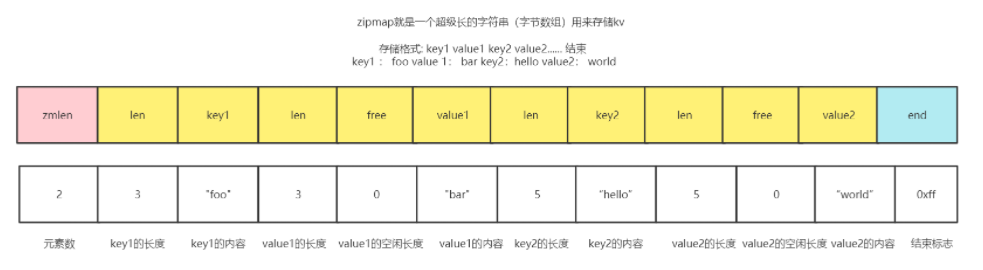 zipmap就是一个超级长的字符串（字节数组）用来存储kv
存储格式: key1 value1 key2 value2...... 结束
key1 : foo value 1: bar key2: hello value2: world
zmlen len key1 len free value1 len key2 len free value2 end
2 3 "foo" 3 0 "bar" 5 "hello" 5 0 "world" 0xff
元素数 key1的长度 key1的内容 value1的长度 value1的空闲长度 value1的内容 key2的长度 key2的内容 value2的长度 value2的空闲长度 value2的内容 结束标志